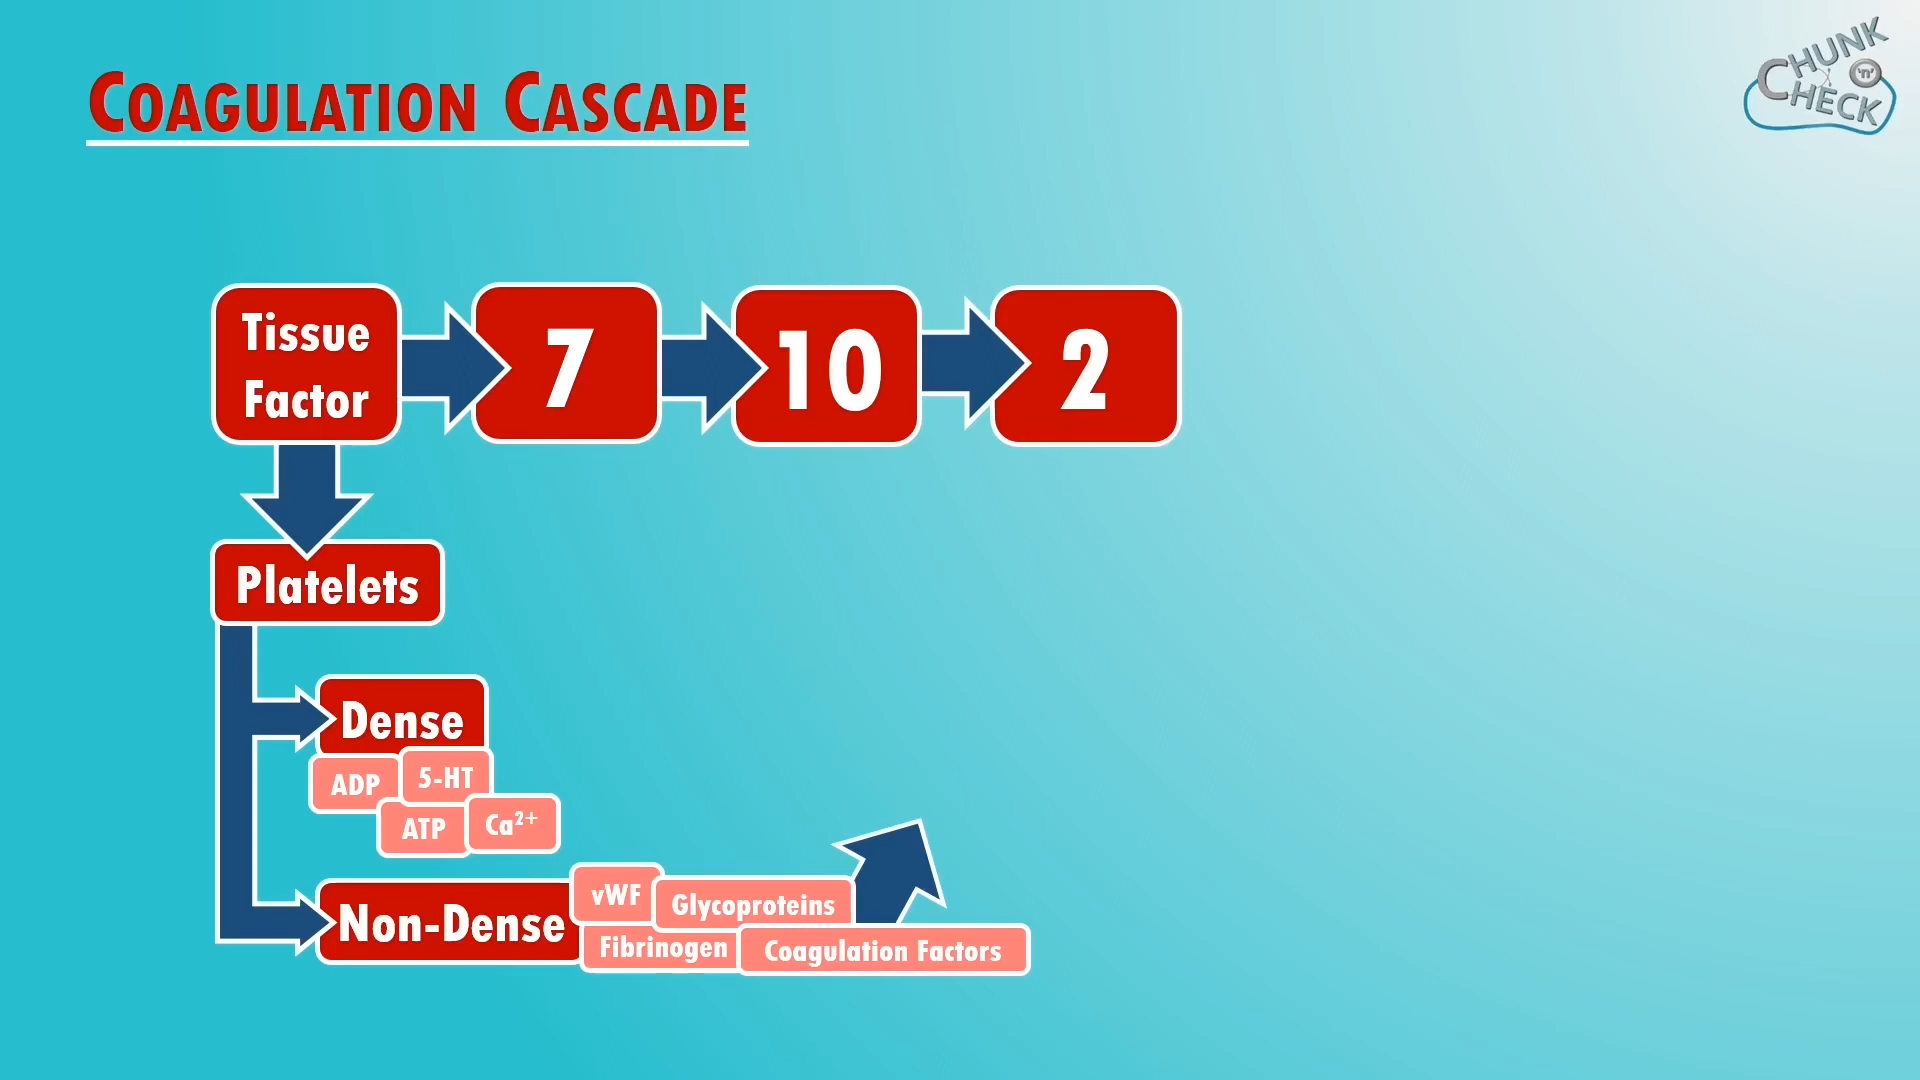 COAGULATION CASCADE
CHUNK
'n'
CHECK
Tissue
Factor
7
10
2
Platelets
Dense
ADP
5-HT
ATP
Ca²⁺
Non-Dense
vWF
Glycoproteins
Fibrinogen
Coagulation Factors